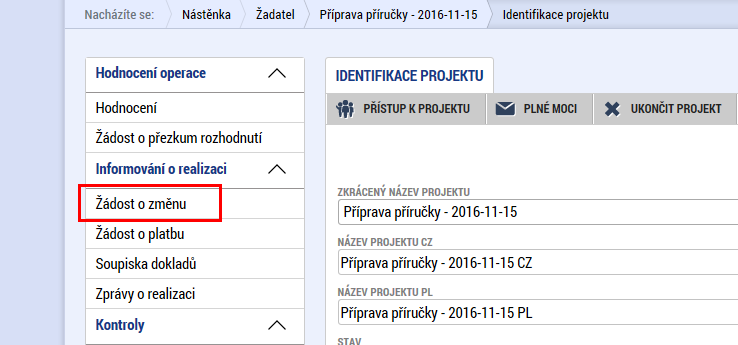 Nacházíte se: Nástěnka Žadatel Příprava příručky - 2016-11-15 Identifikace projektu
Hodnocení operace
Hodnocení
Žádost o přezkum rozhodnutí
Informování o realizaci
Žádost o změnu
Žádost o platbu
Soupiska dokladů
Zprávy o realizaci
Kontroly
IDENTIFIKACE PROJEKTU
PŘÍSTUP K PROJEKTU PLNÉ MOCI UKONČIT PROJEKT
ZKRÁCENÝ NÁZEV PROJEKTU
Příprava příručky - 2016-11-15
NÁZEV PROJEKTU CZ
Příprava příručky - 2016-11-15 CZ
NÁZEV PROJEKTU PL
Příprava příručky - 2016-11-15 PL
STAV